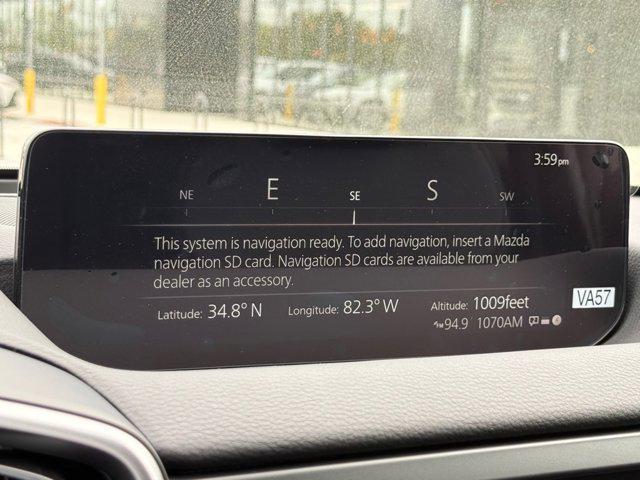 3:59pm
NE E SE S SW
This system is navigation ready. To add navigation, insert a Mazda
navigation SD card. Navigation SD cards are available from your
dealer as an accessory.
Latitude: 34.8° N Longitude: 82.3° W Altitude: 1009feet
VA57
FM 94.9 1070AM